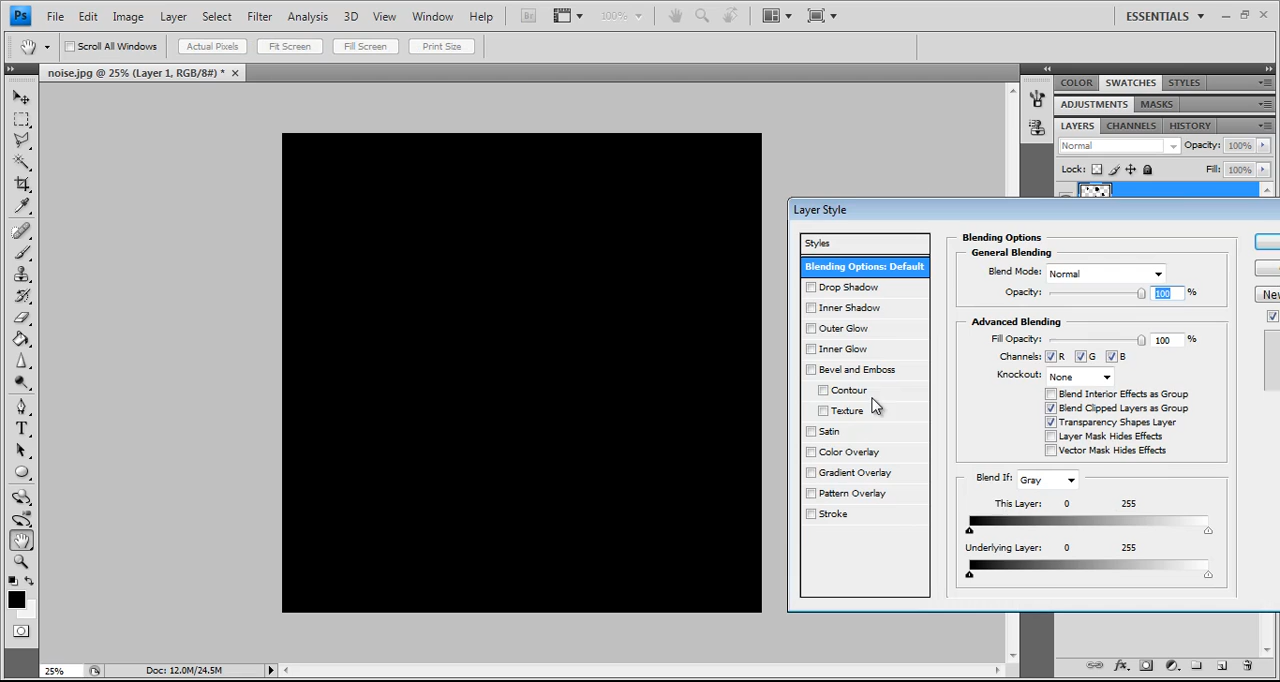 Ps File Edit Image Layer Select Filter Analysis 3D View Window Help Br 100% ESSENTIALS
Scroll All Windows Actual Pixels Fit Screen Fill Screen Print Size
noise.jpg @ 25% (Layer 1, RGB/8#) * ×
COLOR SWATCHES STYLES
ADJUSTMENTS MASKS
LAYERS CHANNELS HISTORY
Normal Opacity: 100%
Lock: Fill: 100%
Layer Style
Styles
Blending Options: Default
Drop Shadow
Inner Shadow
Outer Glow
Inner Glow
Bevel and Emboss
Contour
Texture
Satin
Color Overlay
Gradient Overlay
Pattern Overlay
Stroke
Blending Options
General Blending
Blend Mode: Normal
Opacity: 100 %
Advanced Blending
Fill Opacity: 100 %
Channels: R G B
Knockout: None
Blend Interior Effects as Group
Blend Clipped Layers as Group
Transparency Shapes Layer
Layer Mask Hides Effects
Vector Mask Hides Effects
Blend If: Gray
This Layer: 0 255
Underlying Layer: 0 255
T
25% Doc: 12.0M/24.5M
fx